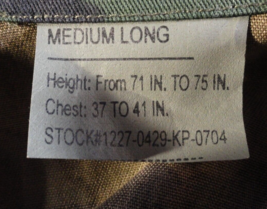 MEDIUM LONG
Height: From 71 IN. TO 75 IN.
Chest: 37 TO 41 IN.
STOCK#1227-0429-KP-0704